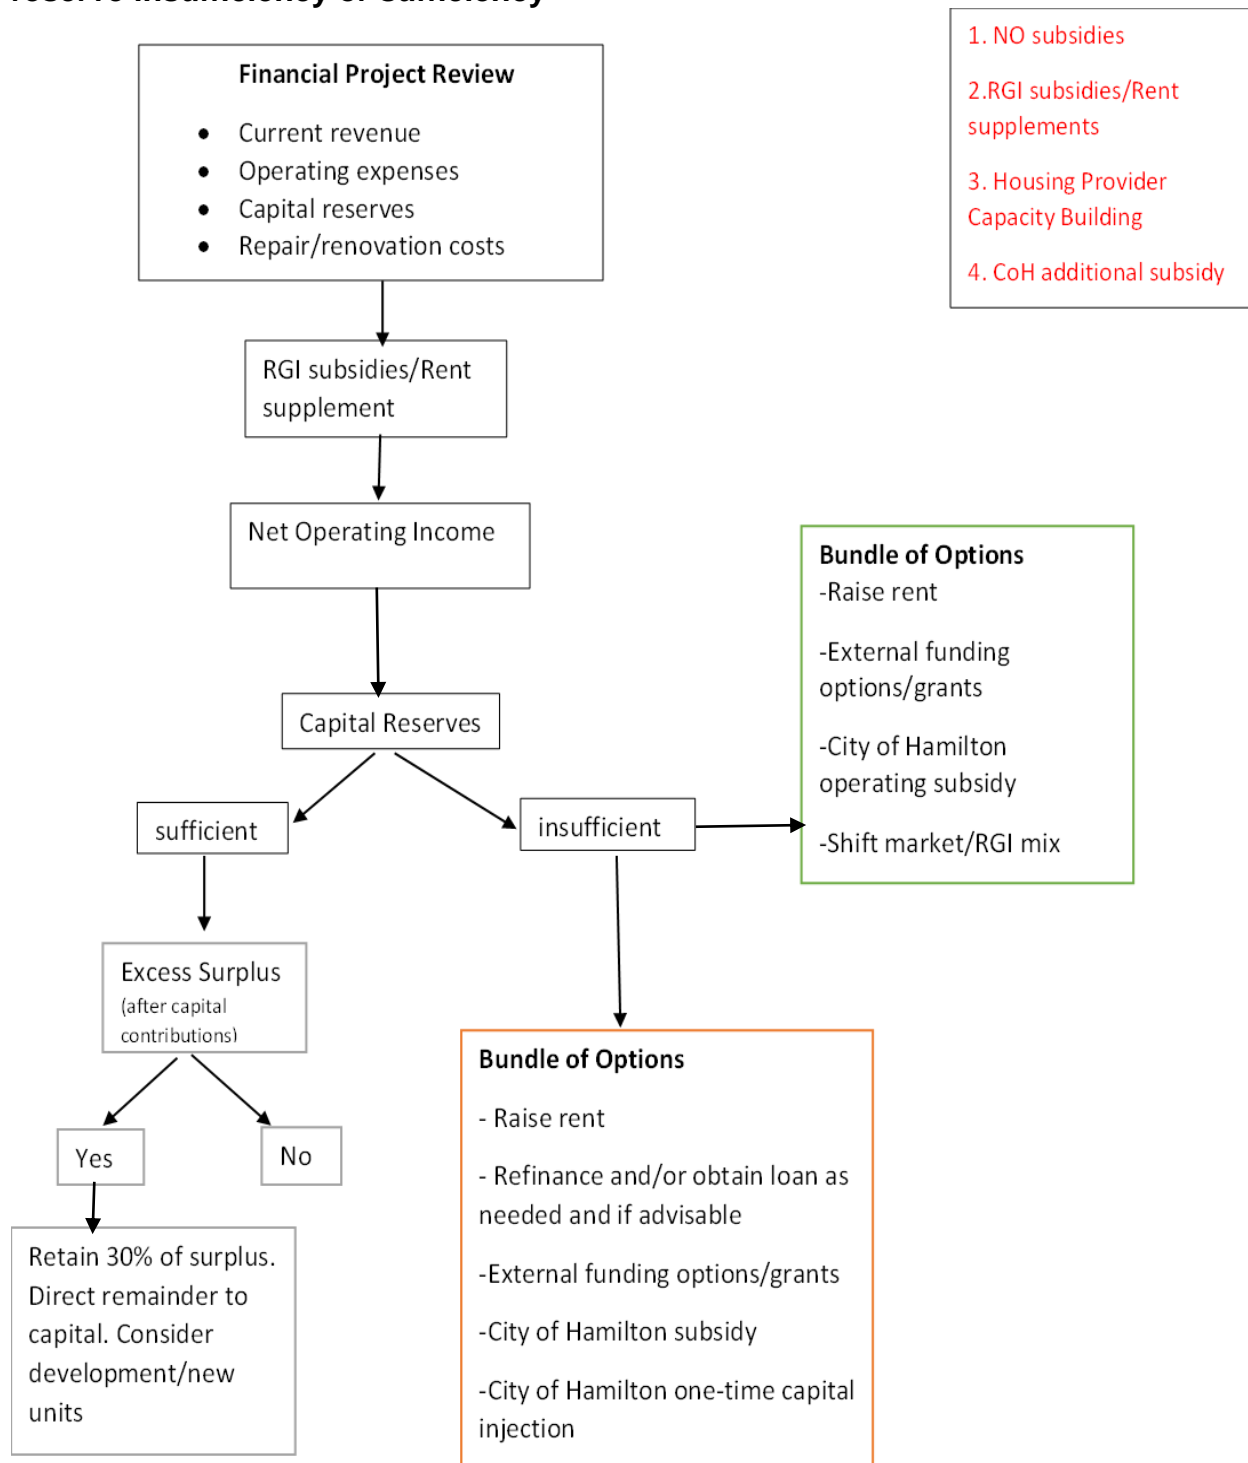 reserve insufficiency or sufficiency
Financial Project Review
• Current revenue
• Operating expenses
• Capital reserves
• Repair/renovation costs
1. NO subsidies
2.RGI subsidies/Rent
supplements
3. Housing Provider
Capacity Building
4. CoH additional subsidy
RGI subsidies/Rent
supplement
Net Operating Income
Capital Reserves
sufficient
insufficient
Bundle of Options
-Raise rent
-External funding
options/grants
-City of Hamilton
operating subsidy
-Shift market/RGI mix
Excess Surplus
(after capital
contributions)
Yes
No
Retain 30% of surplus.
Direct remainder to
capital. Consider
development/new
units
Bundle of Options
- Raise rent
- Refinance and/or obtain loan as
needed and if advisable
-External funding options/grants
-City of Hamilton subsidy
-City of Hamilton one-time capital
injection